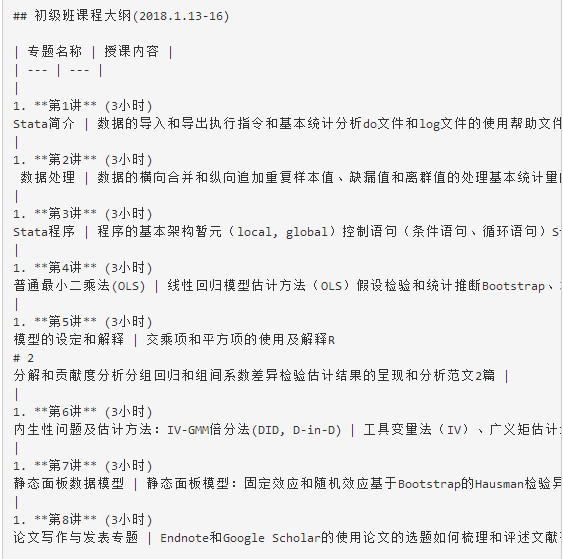 ## 初级班课程大纲(2018.1.13-16)
| 专题名称 | 授课内容 |
| --- | --- |
|
1. **第1讲** (3小时)
Stata简介 | 数据的导入和导出执行指令和基本统计分析do文件和log文件的使用帮助文件
|
1. **第2讲** (3小时)
数据处理 | 数据的横向合并和纵向追加重复样本值、缺漏值和离群值的处理基本统计量
|
1. **第3讲** (3小时)
Stata程序 | 程序的基本架构暂元（local, global）控制语句（条件语句、循环语句）St
|
1. **第4讲** (3小时)
普通最小二乘法(OLS) | 线性回归模型估计方法（OLS）假设检验和统计推断Bootstrap、
|
1. **第5讲** (3小时)
模型的设定和解释 | 交乘项和平方项的使用及解释R
# 2
分解和贡献度分析分组回归和组间系数差异检验估计结果的呈现和分析范文2篇 |
|
1. **第6讲** (3小时)
内生性问题及估计方法：IV-GMM倍分法(DID, D-in-D) | 工具变量法（IV）、广义矩估计
|
1. **第7讲** (3小时)
静态面板数据模型 | 静态面板模型：固定效应和随机效应基于Bootstrap的Hausman检验异
|
1. **第8讲** (3小时)
论文写作与发表专题 | Endnote和Google Scholar的使用论文的选题如何梳理和评述文献